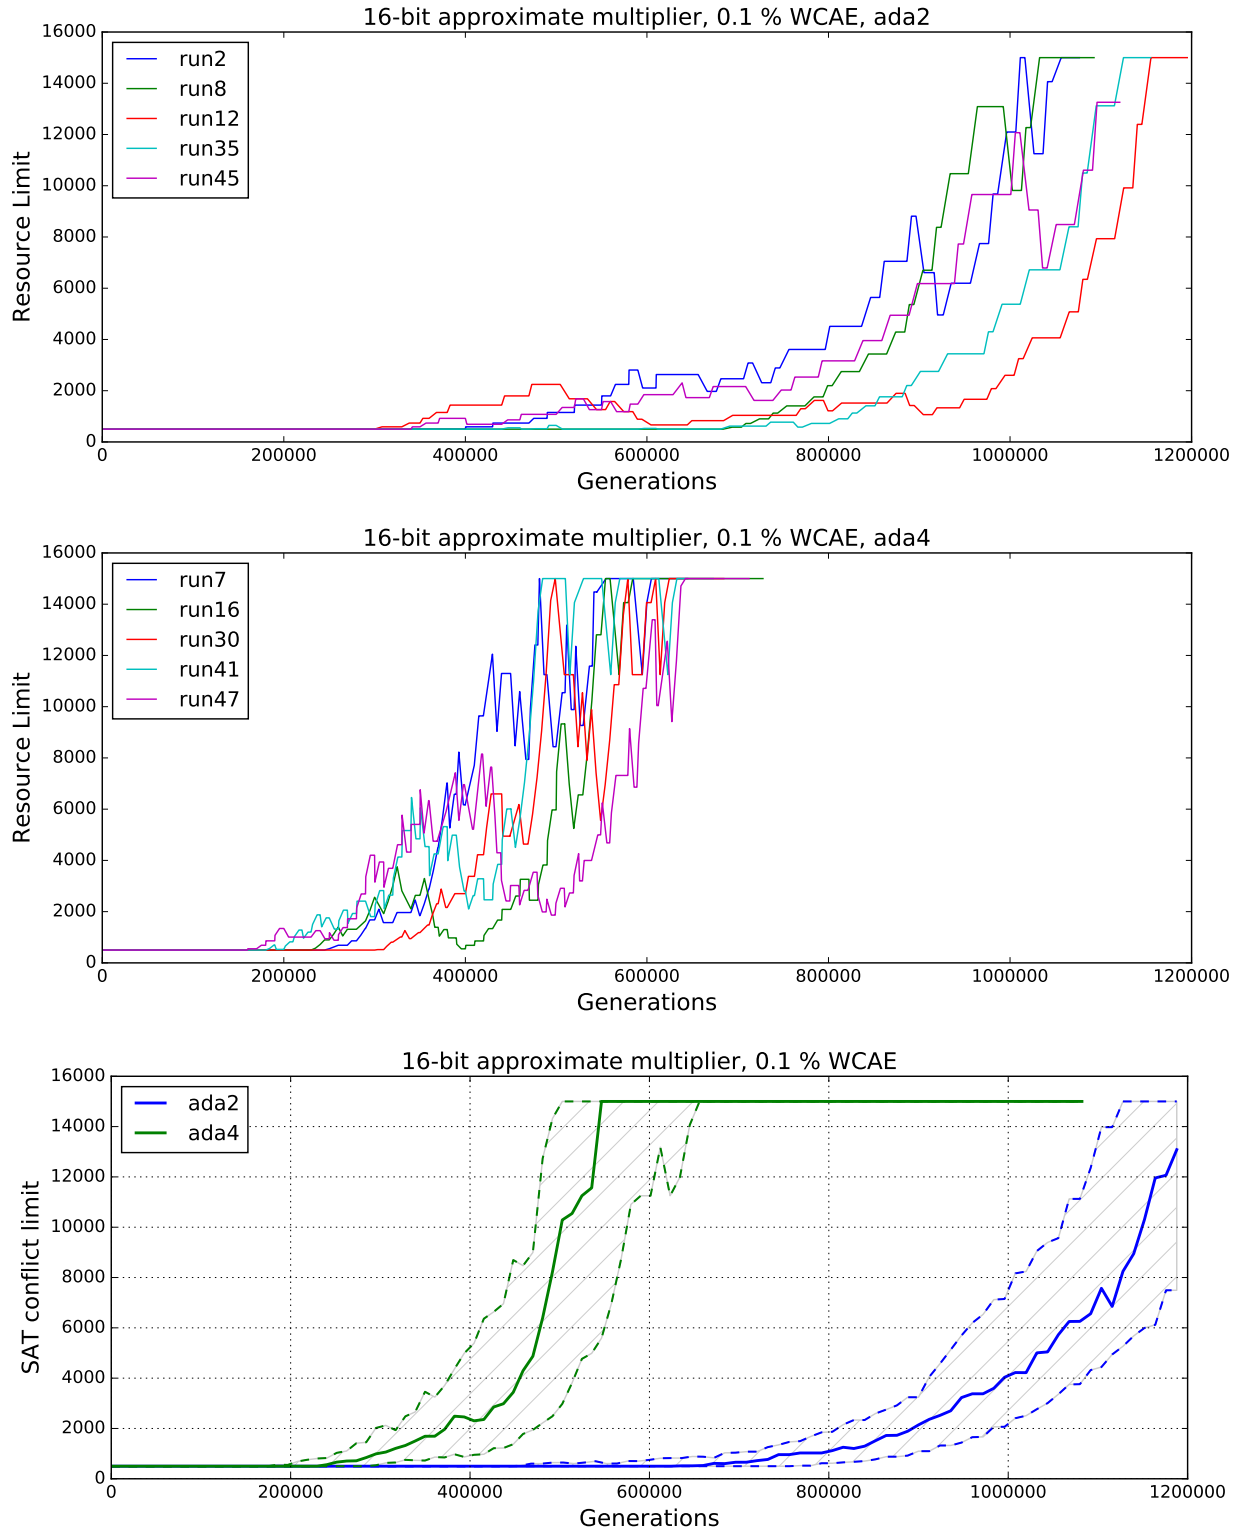 16-bit approximate multiplier, 0.1 % WCAE, ada2
16000
14000
12000
10000
8000
6000
4000
2000
0
Resource Limit
run2
run8
run12
run35
run45
0 200000 400000 600000 800000 1000000 1200000
Generations
16-bit approximate multiplier, 0.1 % WCAE, ada4
16000
14000
12000
10000
8000
6000
4000
2000
0
Resource Limit
run7
run16
run30
run41
run47
0 200000 400000 600000 800000 1000000 1200000
Generations
16-bit approximate multiplier, 0.1 % WCAE
16000
14000
12000
10000
8000
6000
4000
2000
0
SAT conflict limit
ada2
ada4
0 200000 400000 600000 800000 1000000 1200000
Generations